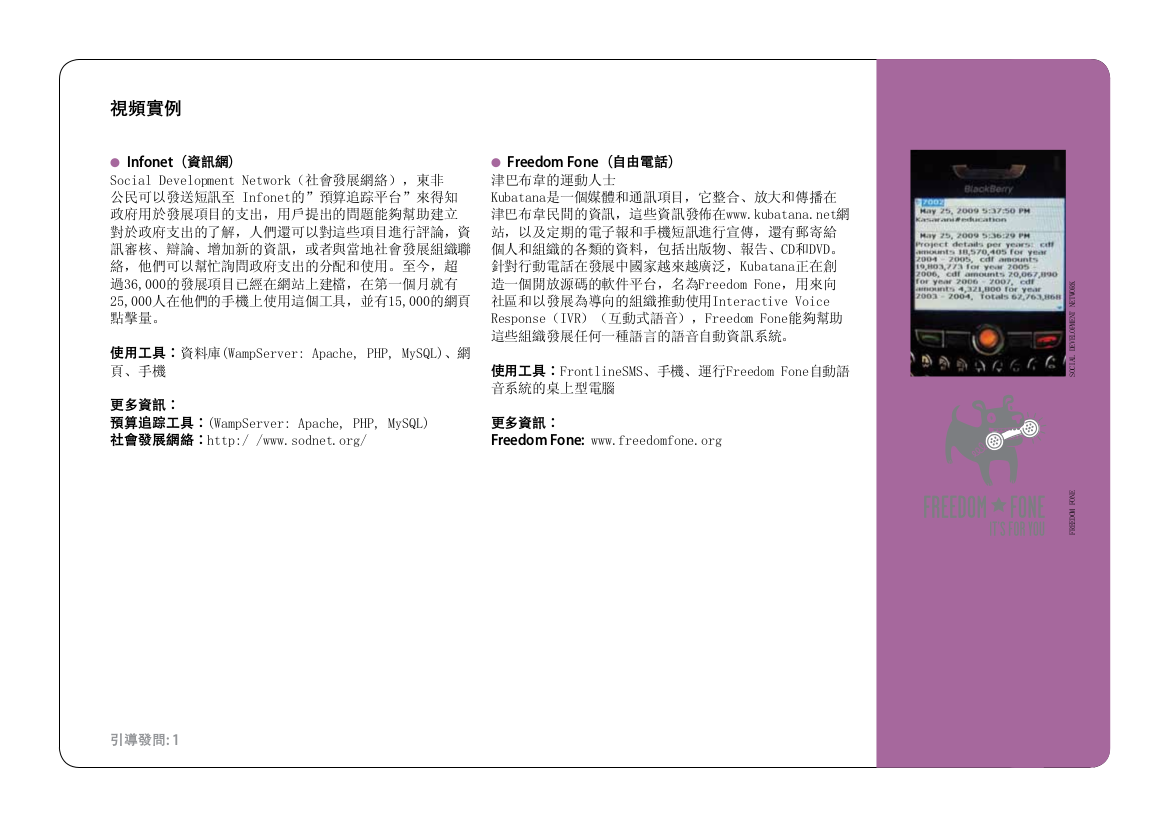 視頻實例
● Infonet（資訊網）
Social Development Network（社會發展網絡），東非
公民可以發送短訊至 Infonet的”預算追踪平台”來得知
政府用於發展項目的支出，用戶提出的問題能夠幫助建立
對於政府支出的了解，人們還可以對這些項目進行評論，資
訊審核、辯論、增加新的資訊，或者與當地社會發展組織聯
絡，他們可以幫忙詢問政府支出的分配和使用。至今，超
過36,000的發展項目已經在網站上建檔，在第一個月就有
25,000人在他們的手機上使用這個工具，並有15,000的網頁
點擊量。
使用工具：資料庫(WampServer: Apache, PHP, MySQL)、網
頁、手機
更多資訊：
預算追踪工具：(WampServer: Apache, PHP, MySQL)
社會發展網絡：http:/ /www.sodnet.org/
● Freedom Fone（自由電話）
津巴布韋的運動人士
Kubatana是一個媒體和通訊項目，它整合、放大和傳播在
津巴布韋民間的資訊，這些資訊發佈在www.kubatana.net網
站，以及定期的電子報和手機短訊進行宣傳，還有郵寄給
個人和組織的各類的資料，包括出版物、報告、CD和DVD。
針對行動電話在發展中國家越來越廣泛，Kubatana正在創
造一個開放源碼的軟件平台，名為Freedom Fone，用來向
社區和以發展為導向的組織推動使用Interactive Voice
Response（IVR）（互動式語音），Freedom Fone能夠幫助
這些組織發展任何一種語言的語音自動資訊系統。
使用工具：FrontlineSMS、手機、運行Freedom Fone自動語
音系統的桌上型電腦
更多資訊：
Freedom Fone: www.freedomfone.org
BlackBerry
7002
May 25, 2009 5:37:50 PM
Kasarani#education
May 25, 2009 5:36:29 PM
Project details per years: cdf
amounts 18,570,405 for year
2004 - 2005, cdf amounts
19,803,773 for year 2005 -
2006, cdf amounts 20,067,890
for year 2006 - 2007, cdf
amounts 4,321,800 for year
2003 - 2004, Totals 62,763,868
SOCIAL DEVELOPMENT NETWORK
FREEDOM FONE
IT'S FOR YOU
FREEDOM FONE
引導發問: 1